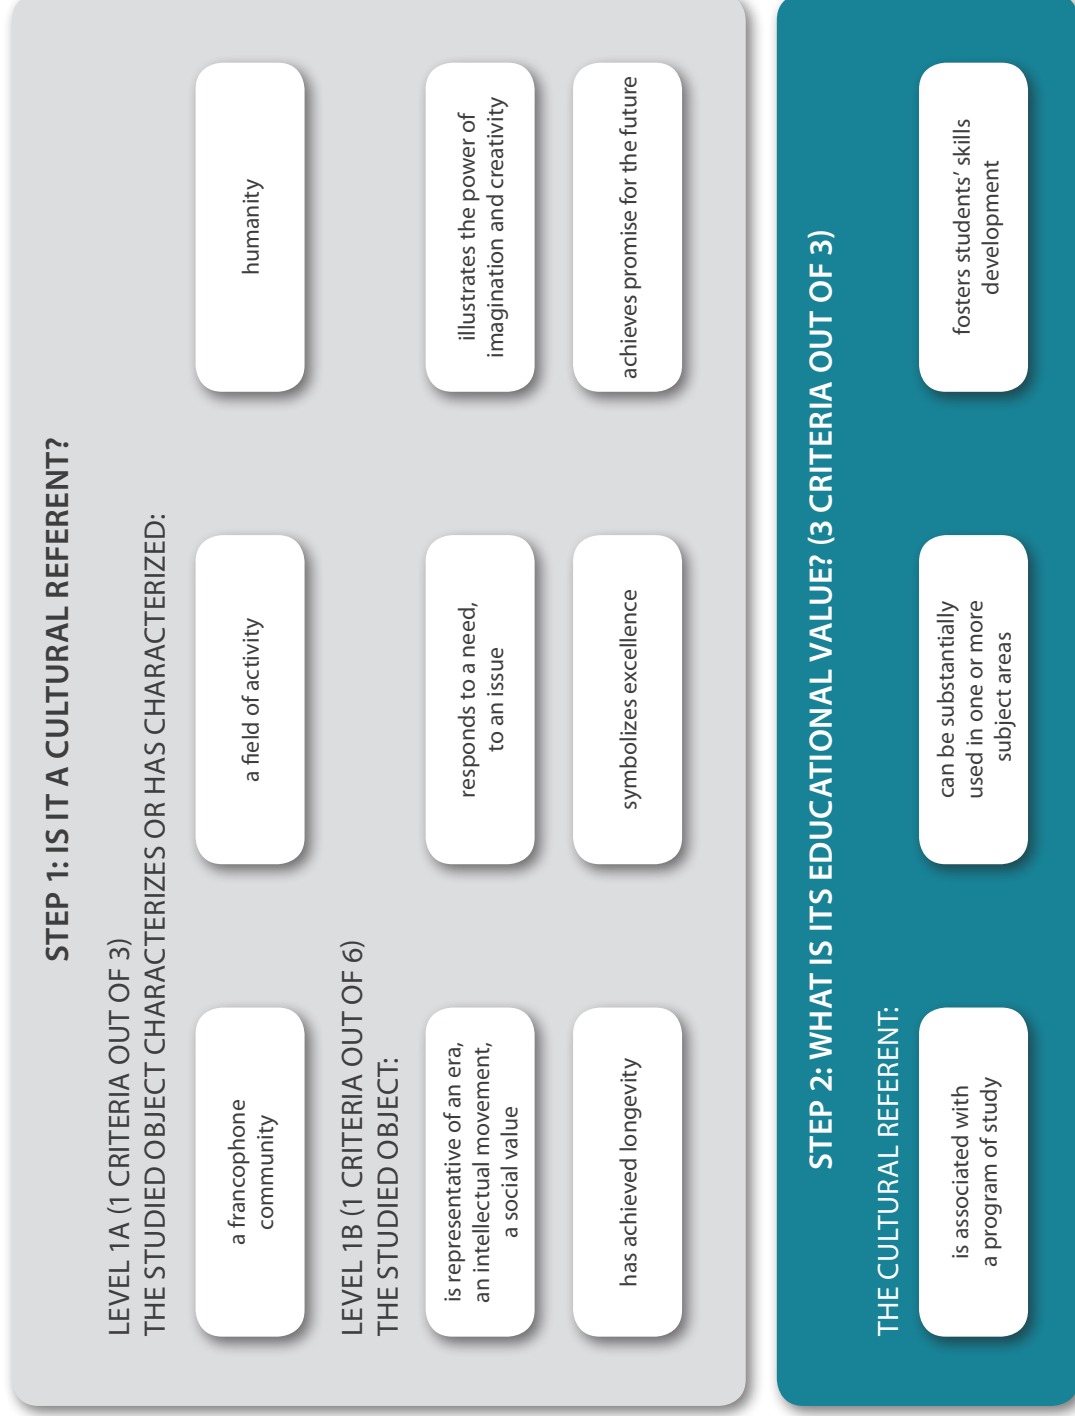 STEP 1: IS IT A CULTURAL REFERENT?
LEVEL 1A (1 CRITERIA OUT OF 3)
THE STUDIED OBJECT CHARACTERIZES OR HAS CHARACTERIZED:
a francophone
community
a field of activity
humanity
LEVEL 1B (1 CRITERIA OUT OF 6)
THE STUDIED OBJECT:
is representative of an era,
an intellectual movement,
a social value
responds to a need,
to an issue
illustrates the power of
imagination and creativity
has achieved longevity
symbolizes excellence
achieves promise for the future
STEP 2: WHAT IS ITS EDUCATIONAL VALUE? (3 CRITERIA OUT OF 3)
THE CULTURAL REFERENT:
is associated with
a program of study
can be substantially
used in one or more
subject areas
fosters students’ skills
development